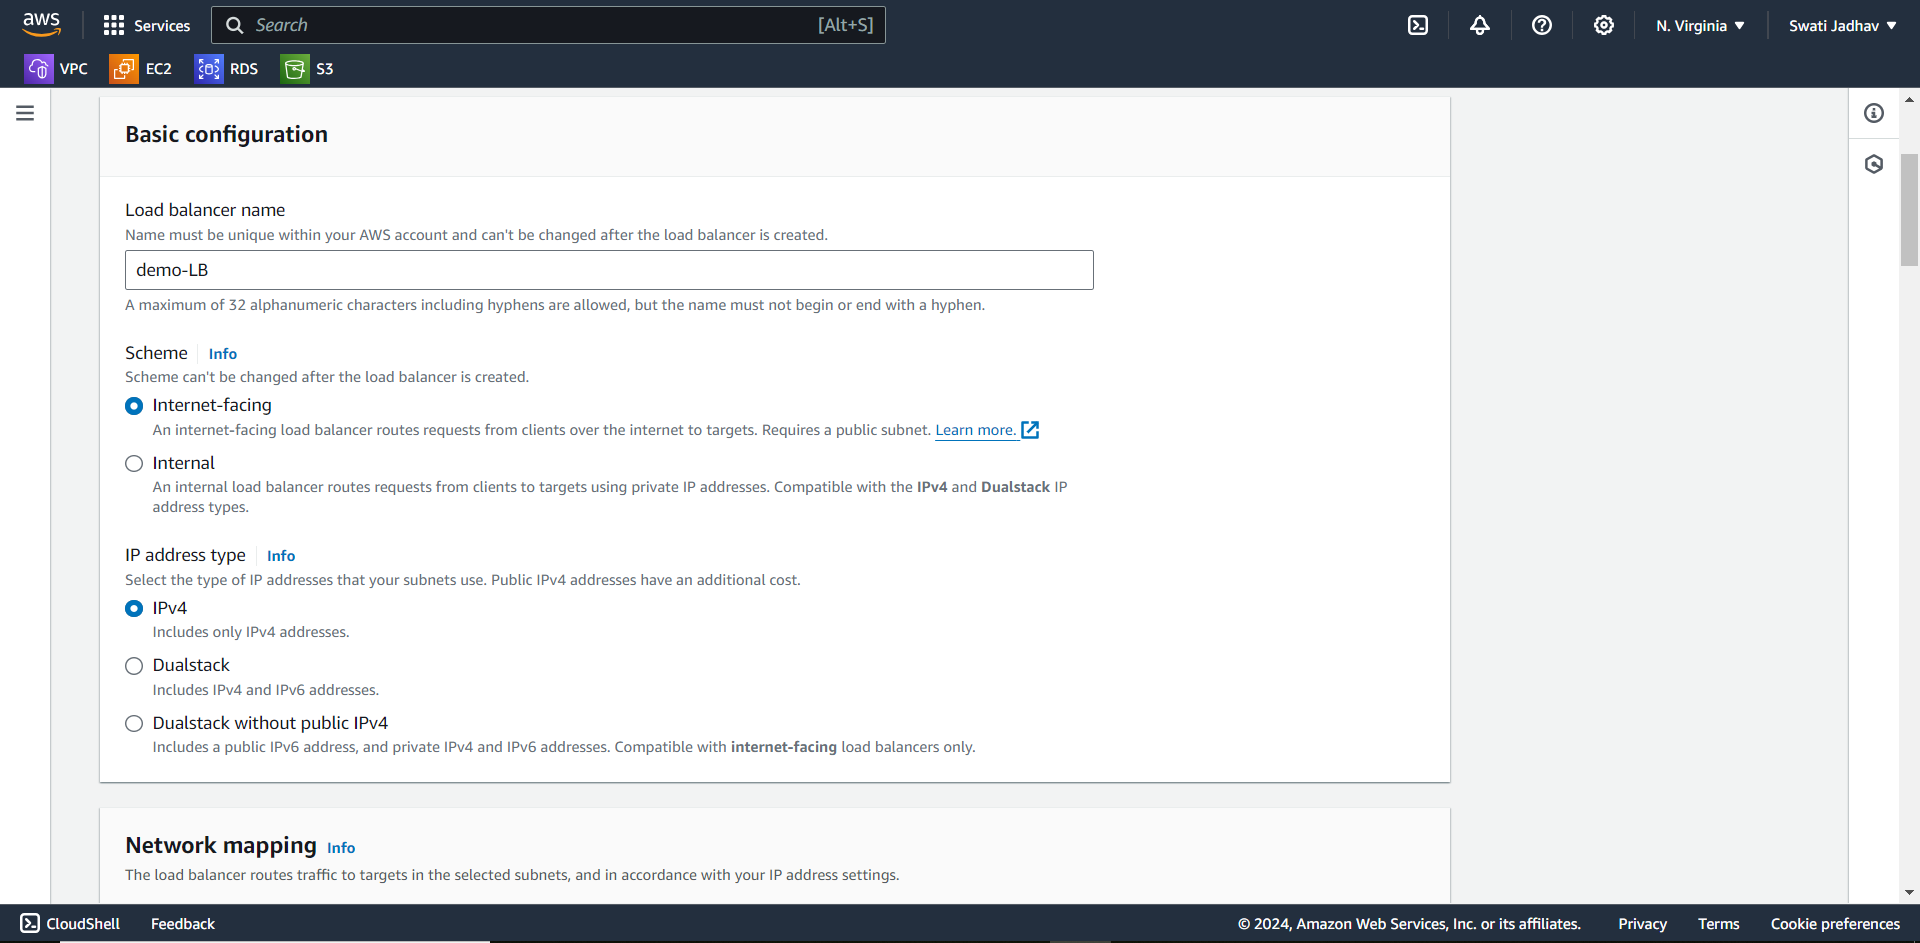 aws
Services
Search
[Alt+S]
N. Virginia
Swati Jadhav
VPC
EC2
RDS
S3
Basic configuration
Load balancer name
Name must be unique within your AWS account and can't be changed after the load balancer is created.
demo-LB
A maximum of 32 alphanumeric characters including hyphens are allowed, but the name must not begin or end with a hyphen.
Scheme Info
Scheme can't be changed after the load balancer is created.
Internet-facing
An internet-facing load balancer routes requests from clients over the internet to targets. Requires a public subnet. Learn more.
Internal
An internal load balancer routes requests from clients to targets using private IP addresses. Compatible with the IPv4 and Dualstack IP
address types.
IP address type Info
Select the type of IP addresses that your subnets use. Public IPv4 addresses have an additional cost.
IPv4
Includes only IPv4 addresses.
Dualstack
Includes IPv4 and IPv6 addresses.
Dualstack without public IPv4
Includes a public IPv6 address, and private IPv4 and IPv6 addresses. Compatible with internet-facing load balancers only.
Network mapping Info
The load balancer routes traffic to targets in the selected subnets, and in accordance with your IP address settings.
CloudShell
Feedback
© 2024, Amazon Web Services, Inc. or its affiliates.
Privacy
Terms
Cookie preferences